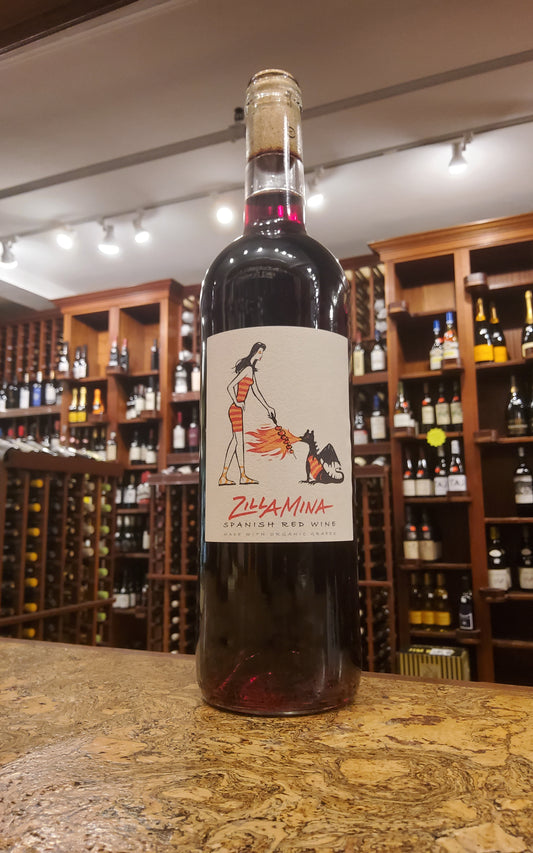 ZILLAMINA
SPANISH RED WINE
MADE WITH ORGANIC GRAPES